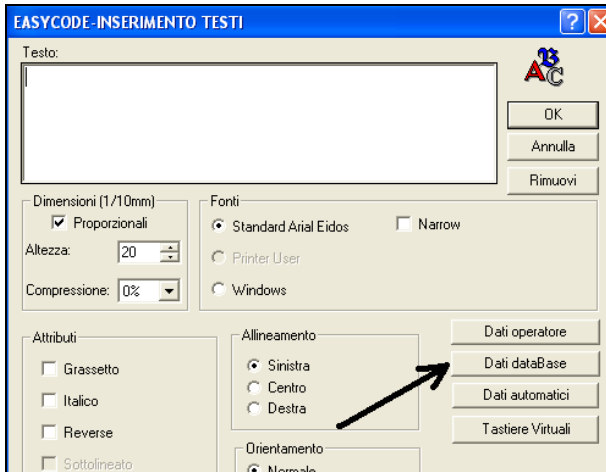 EASYCODE-INSERIMENTO TESTI
Testo:
ABC
OK
Annulla
Rimuovi
Dimensioni (1/10mm)
Proporzionali
Altezza: 20
Compressione: 0%
Fonti
Standard Arial Eidos
Narrow
Printer User
Windows
Attributi
Grassetto
Italico
Reverse
Sottolineato
Allineamento
Sinistra
Centro
Destra
Orientamento
Normale
Dati operatore
Dati dataBase
Dati automatici
Tastiere Virtuali